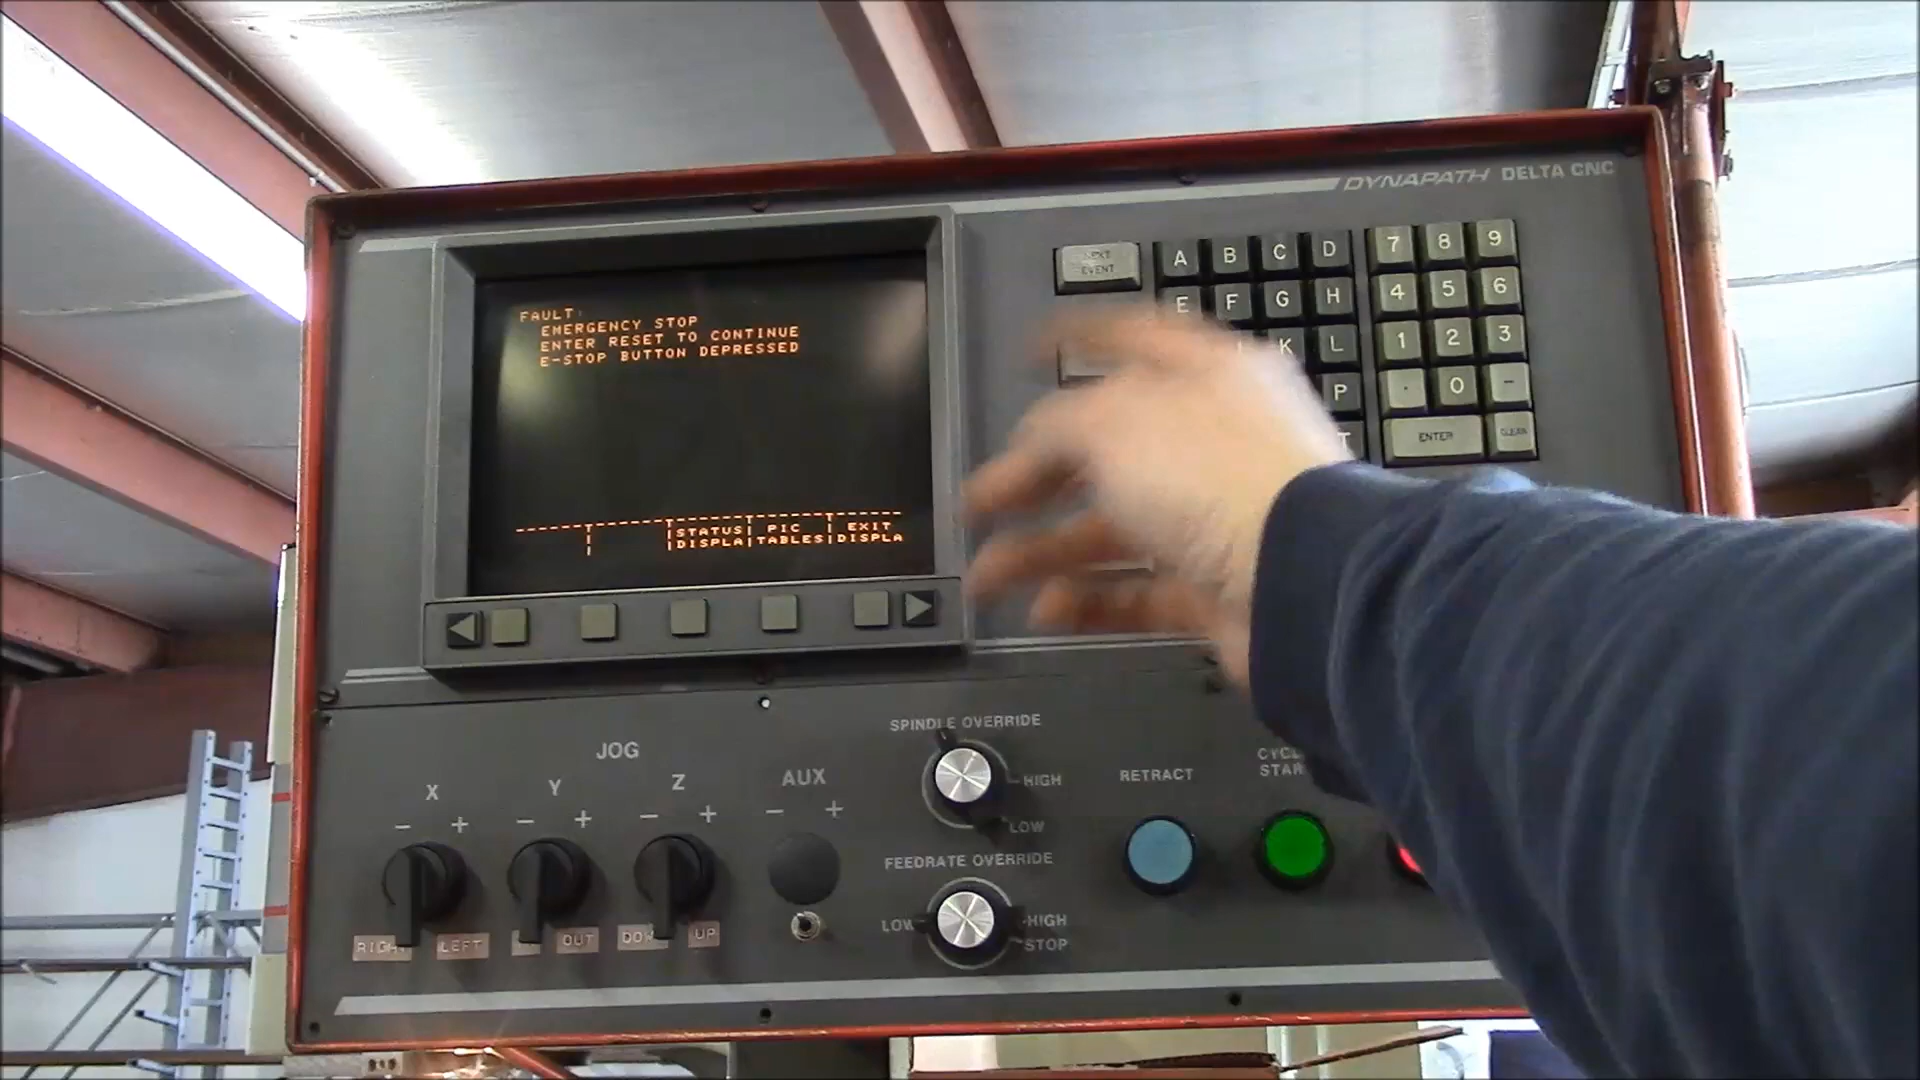 DYNAPATH DELTA CNC
FAULT:
EMERGENCY STOP
ENTER RESET TO CONTINUE
E-STOP BUTTON DEPRESSED
STATUS PIC EXIT
DISPLA TABLES DISPLA
NEXT
EVENT
A B C D 7 8 9
E F G H 4 5 6
K L 1 2 3
P . 0 -
T ENTER CLEAR
JOG
X Y Z AUX
- + - + - + - +
RIGHT LEFT OUT DOWN UP
SPINDLE OVERRIDE
HIGH
LOW
FEEDRATE OVERRIDE
LOW HIGH
STOP
RETRACT
CYCLE
START